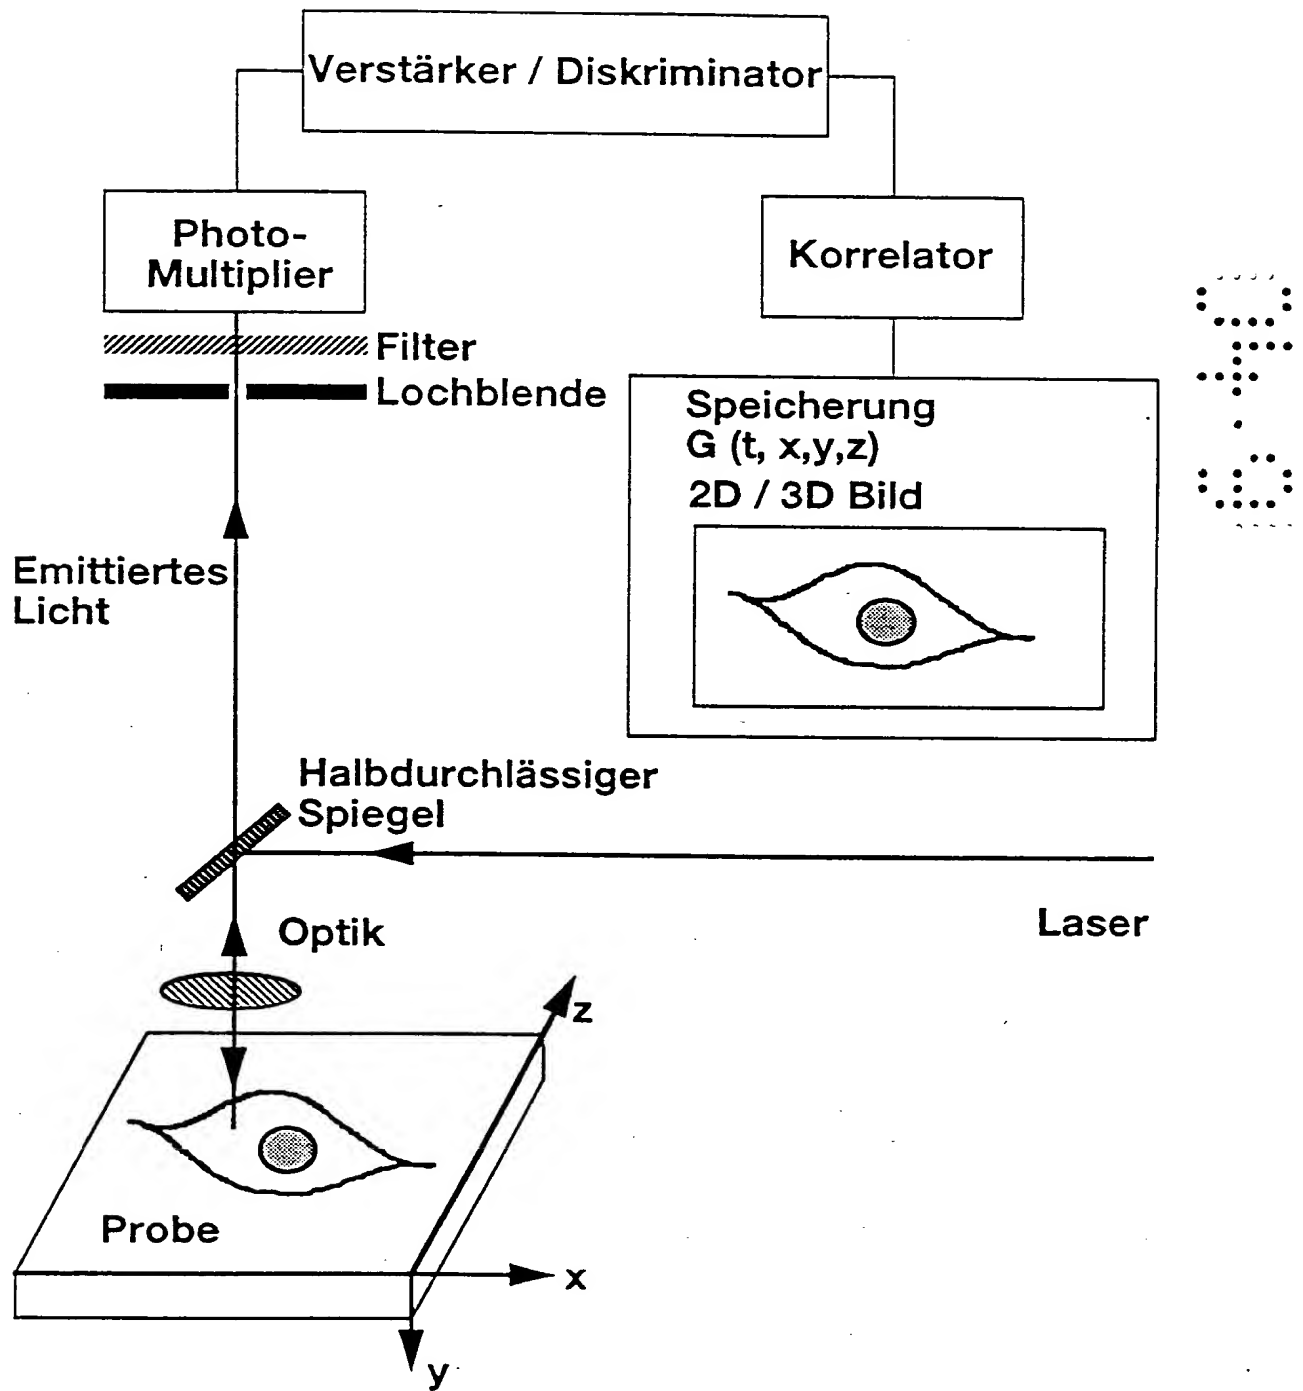 Verstärker / Diskriminator
Photo-
Multiplier
Korrelator
Filter
Lochblende
Speicherung
G (t, x,y,z)
2D / 3D Bild
Emittiertes
Licht
Halbdurchlässiger
Spiegel
Laser
Optik
z
Probe
x
y